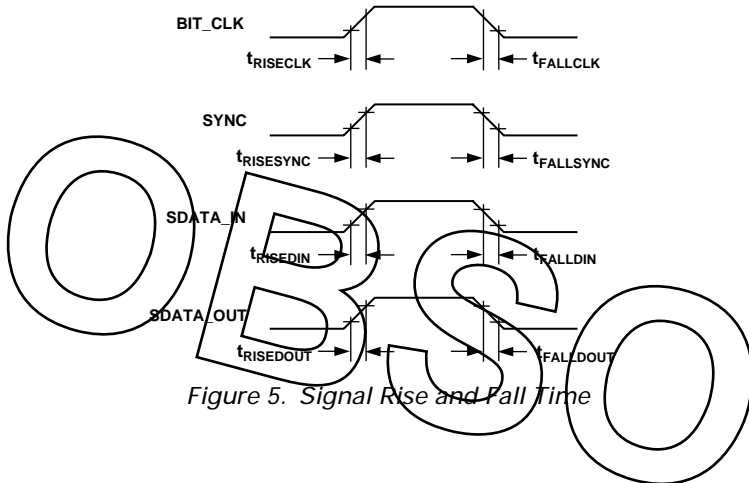 BIT_CLK
tRISECLK
tFALLCLK
SYNC
tRISESYNC
tFALLSYNC
SDATA_IN
tRISEDIN
tFALLDIN
SDATA_OUT
tRISEDOUT
tFALLDOUT
Figure 5. Signal Rise and Fall Time
OBSO